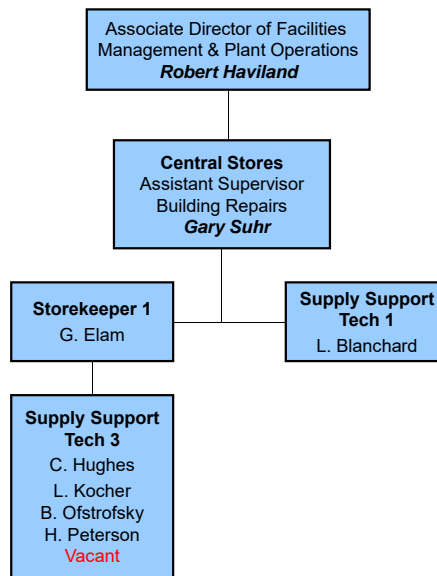 Associate Director of Facilities
Management & Plant Operations
Robert Haviland
Central Stores
Assistant Supervisor
Building Repairs
Gary Suhr
Storekeeper 1
G. Elam
Supply Support
Tech 1
L. Blanchard
Supply Support
Tech 3
C. Hughes
L. Kocher
B. Ofstrofsky
H. Peterson
Vacant